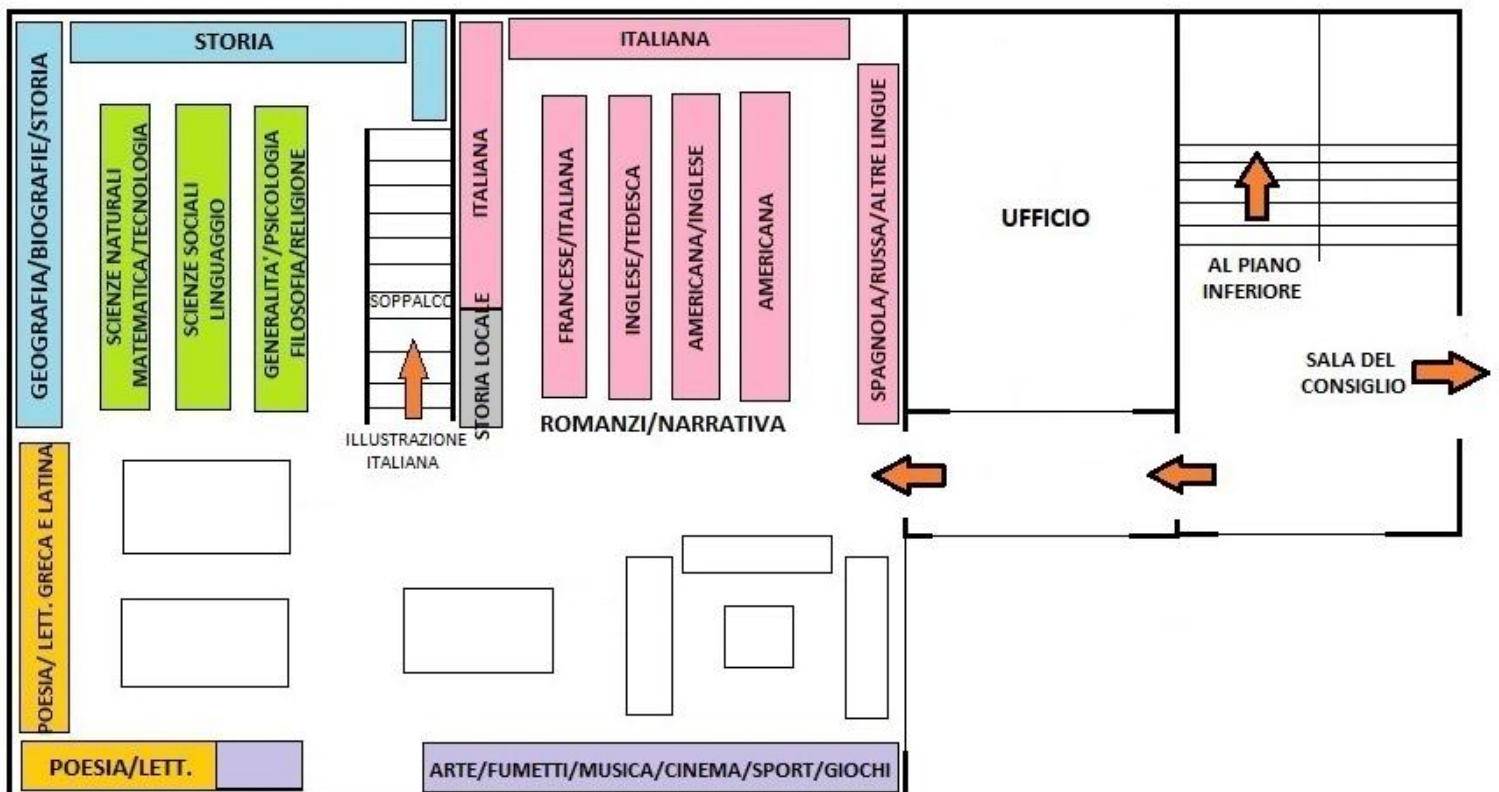 STORIA
ITALIANA
GEOGRAFIA/BIOGRAFIE/STORIA
SCIENZE NATURALI
MATEMATICA/TECNOLOGIA
SCIENZE SOCIALI
LINGUAGGIO
GENERALITA'/PSICOLOGIA
FILOSOFIA/RELIGIONE
SOPPALCO
ILLUSTRAZIONE
ITALIANA
ITALIANA
STORIA LOCALE
FRANCESE/ITALIANA
INGLESE/TEDESCA
AMERICANA/INGLESE
AMERICANA
SPAGNOLA/RUSSA/ALTRE LINGUE
ROMANZI/NARRATIVA
UFFICIO
AL PIANO
INFERIORE
SALA DEL
CONSIGLIO
POESIA/ LETT. GRECA E LATINA
POESIA/LETT.
ARTE/FUMETTI/MUSICA/CINEMA/SPORT/GIOCHI